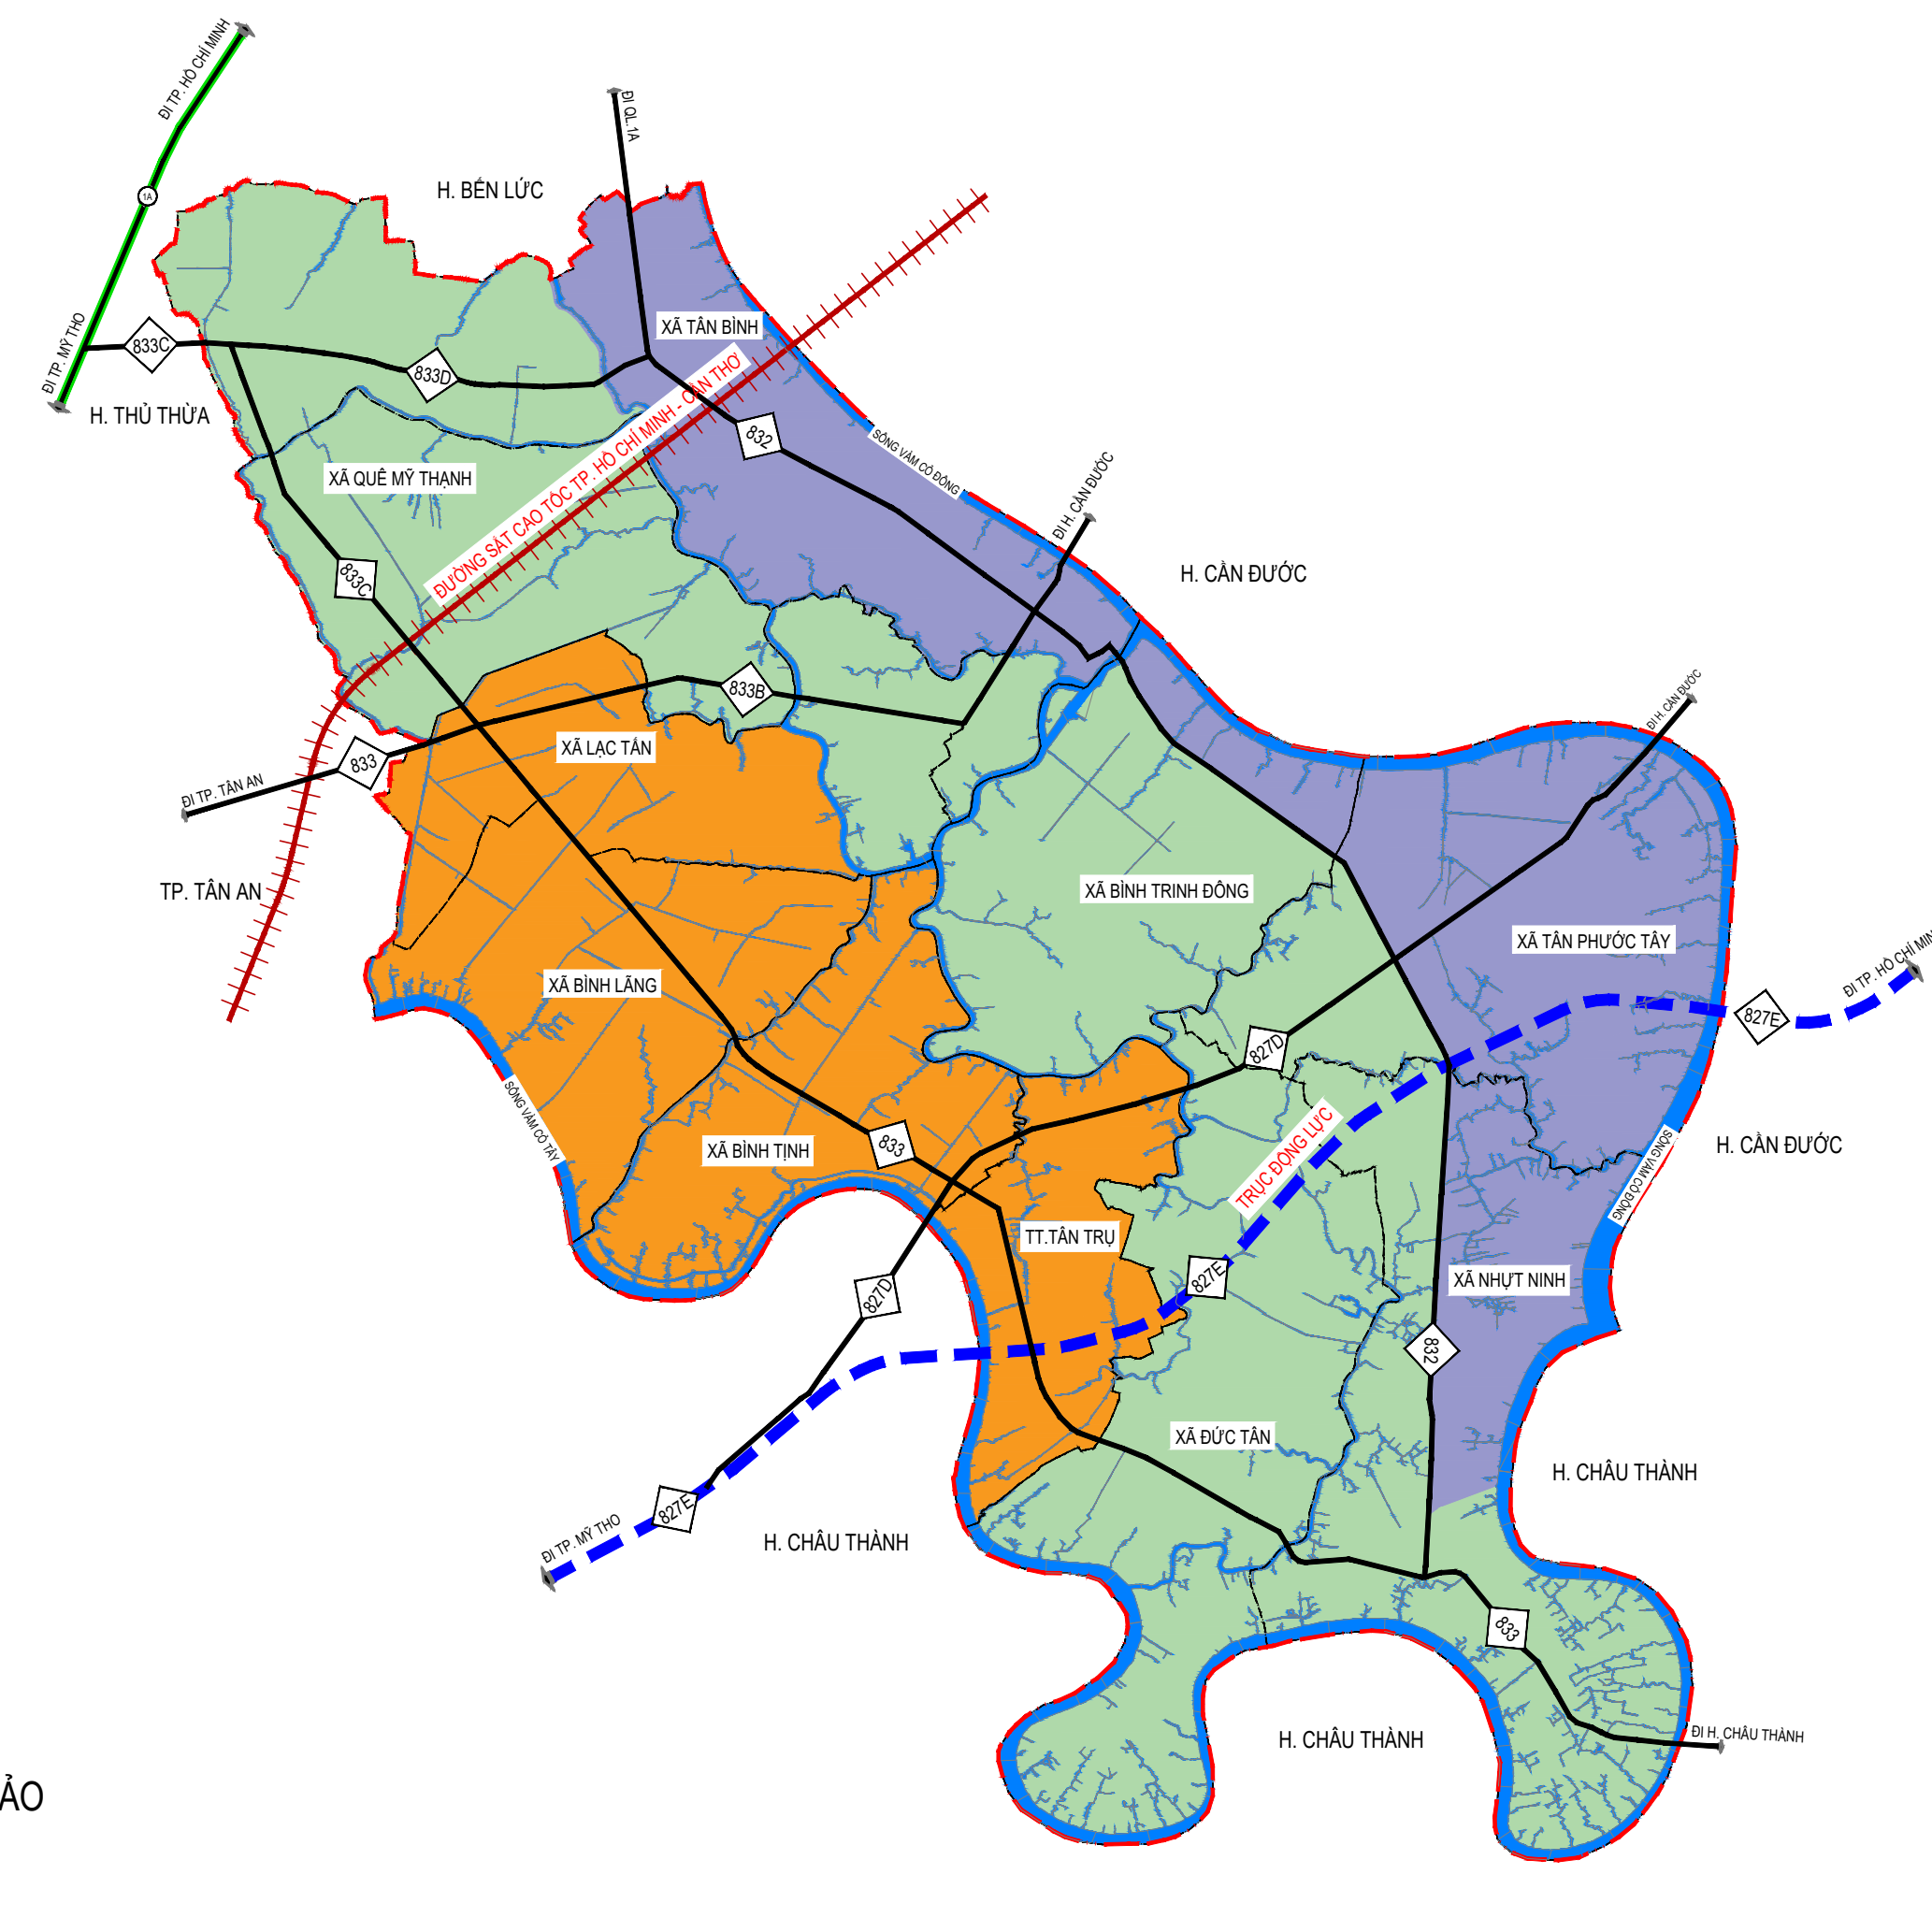 ĐI TP. HỒ CHÍ MINH
ĐI QL.1A
H. BẾN LỨC
1A
XÃ TÂN BÌNH
ĐI TP. MỸ THO
833C
833D
H. THỦ THỪA
832
SÔNG VÀM CỎ ĐÔNG
XÃ QUÊ MỸ THẠNH
ĐƯỜNG SẮT CAO TỐC TP. HỒ CHÍ MINH - CẦN THƠ
ĐI H. CẦN ĐƯỚC
H. CẦN ĐƯỚC
833C
833B
ĐI H. CẦN ĐƯỚC
XÃ LẠC TẤN
833
ĐI TP. TÂN AN
TP. TÂN AN
XÃ BÌNH TRINH ĐÔNG
XÃ TÂN PHƯỚC TÂY
XÃ BÌNH LÃNG
ĐI TP. HỒ CHÍ MIN
827E
827D
SÔNG VÀM CỎ TÂY
XÃ BÌNH TỊNH
833
TRỤC ĐỘNG LỰC
H. CẦN ĐƯỚC
SÔNG VÀM CỎ ĐÔNG
TT.TÂN TRỤ
827E
XÃ NHỰT NINH
827D
832
XÃ ĐỨC TÂN
H. CHÂU THÀNH
827E
ĐI TP. MỸ THO
H. CHÂU THÀNH
833
H. CHÂU THÀNH
ĐI H. CHÂU THÀNH
ẢO